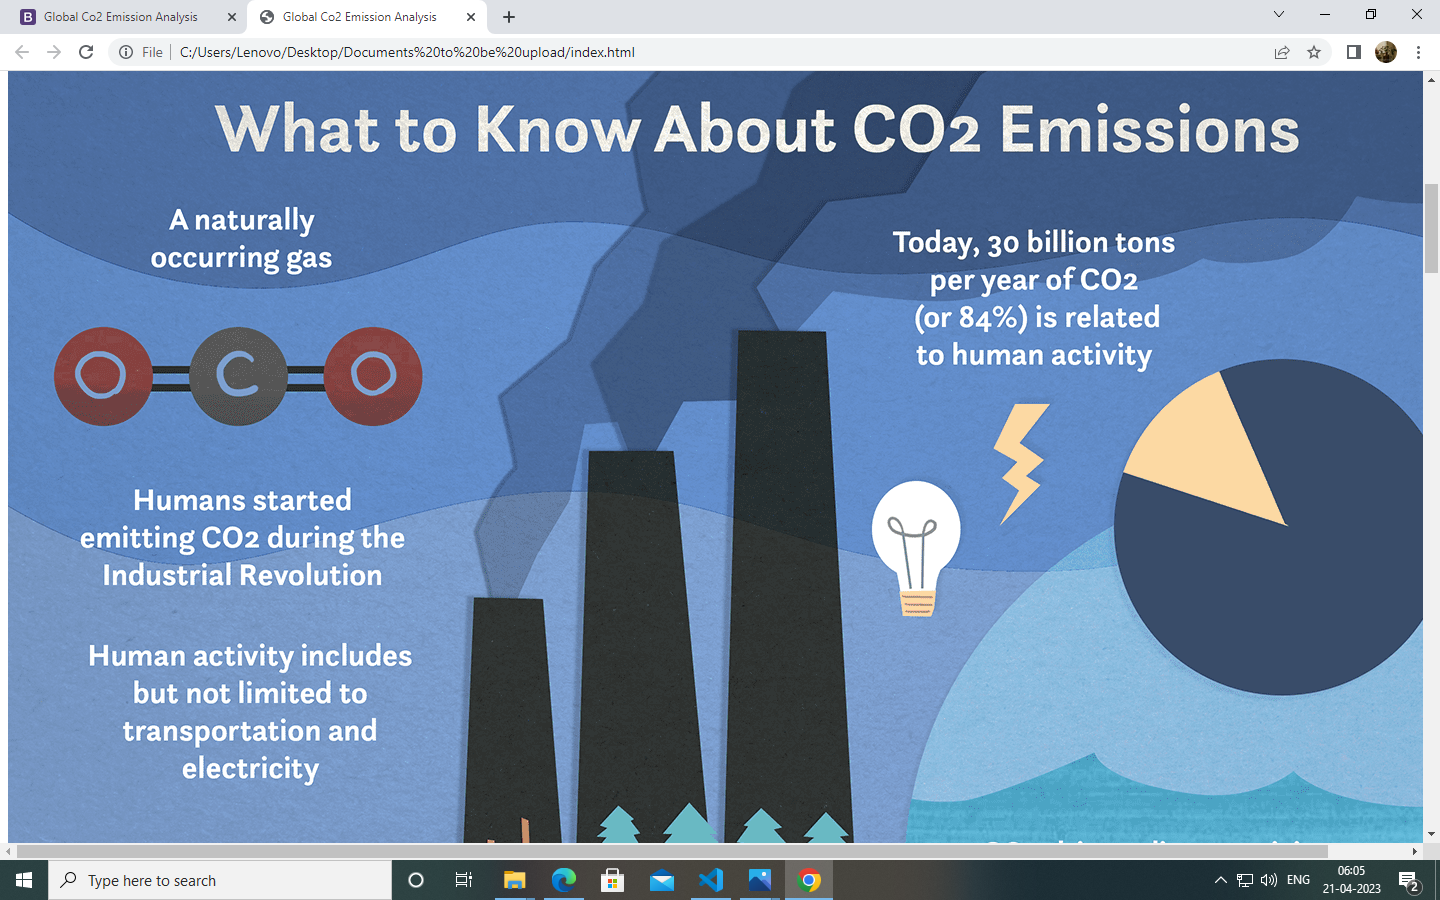 Global Co2 Emission Analysis
Global Co2 Emission Analysis
File
C:/Users/Lenovo/Desktop/Documents%20to%20be%20upload/index.html
What to Know About CO2 Emissions
A naturally
occurring gas
O C O
Humans started
emitting CO2 during the
Industrial Revolution
Human activity includes
but not limited to
transportation and
electricity
Today, 30 billion tons
per year of CO2
(or 84%) is related
to human activity
Type here to search
ENG
06:05
21-04-2023
2